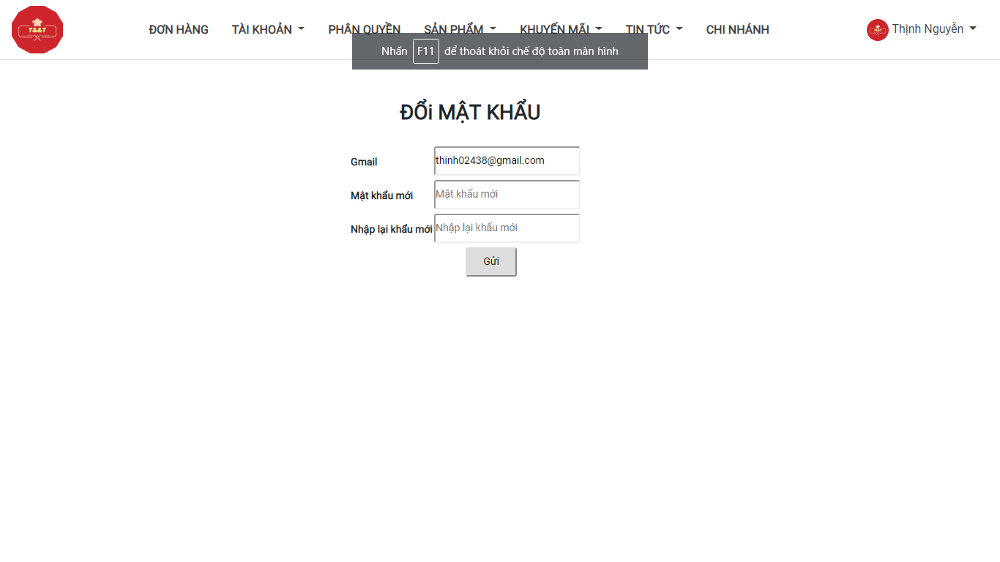 T&&T
ĐƠN HÀNG TÀI KHOẢN PHÂN QUYỀN SẢN PHẨM KHUYẾN MÃI TIN TỨC CHI NHÁNH Thịnh Nguyễn
Nhấn F11 để thoát khỏi chế độ toàn màn hình
ĐỔi MẬT KHẨU
Gmail thinh02438@gmail.com
Mật khẩu mới Mật khẩu mới
Nhập lại khẩu mới Nhập lại khẩu mới
Gửi